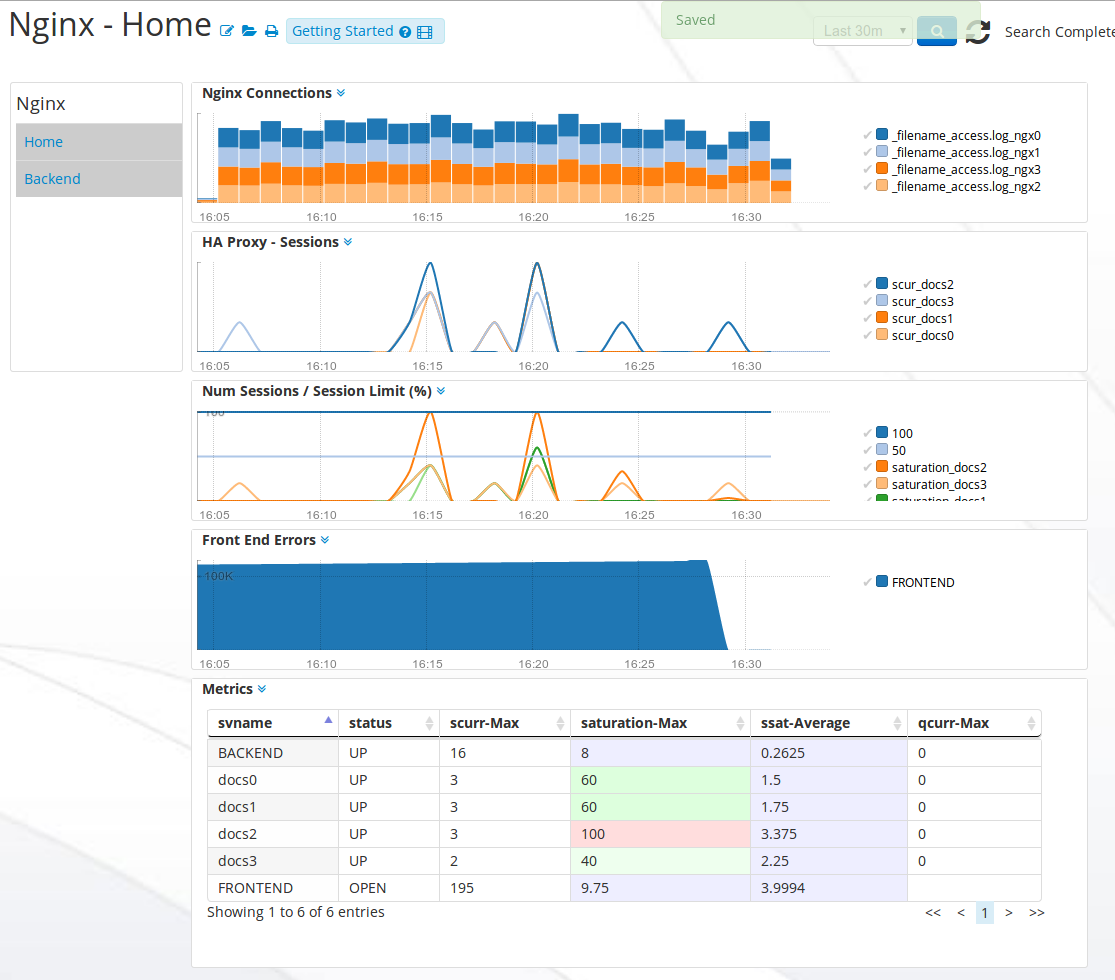 Nginx - Home
Getting Started ?
Saved
Last 30m
Search Complete
Nginx
Home
Backend
Nginx Connections
_filename_access.log_ngx0
_filename_access.log_ngx1
_filename_access.log_ngx3
_filename_access.log_ngx2
16:05 16:10 16:15 16:20 16:25 16:30
HA Proxy - Sessions
scur_docs2
scur_docs3
scur_docs1
scur_docs0
16:05 16:10 16:15 16:20 16:25 16:30
Num Sessions / Session Limit (%)
100
100
50
saturation_docs2
saturation_docs3
saturation_docs1
16:05 16:10 16:15 16:20 16:25 16:30
Front End Errors
100K
FRONTEND
16:05 16:10 16:15 16:20 16:25 16:30
Metrics
svname status scurr-Max saturation-Max ssat-Average qcurr-Max
BACKEND UP 16 8 0.2625 0
docs0 UP 3 60 1.5 0
docs1 UP 3 60 1.75 0
docs2 UP 3 100 3.375 0
docs3 UP 2 40 2.25 0
FRONTEND OPEN 195 9.75 3.9994
Showing 1 to 6 of 6 entries
<< < 1 > >>